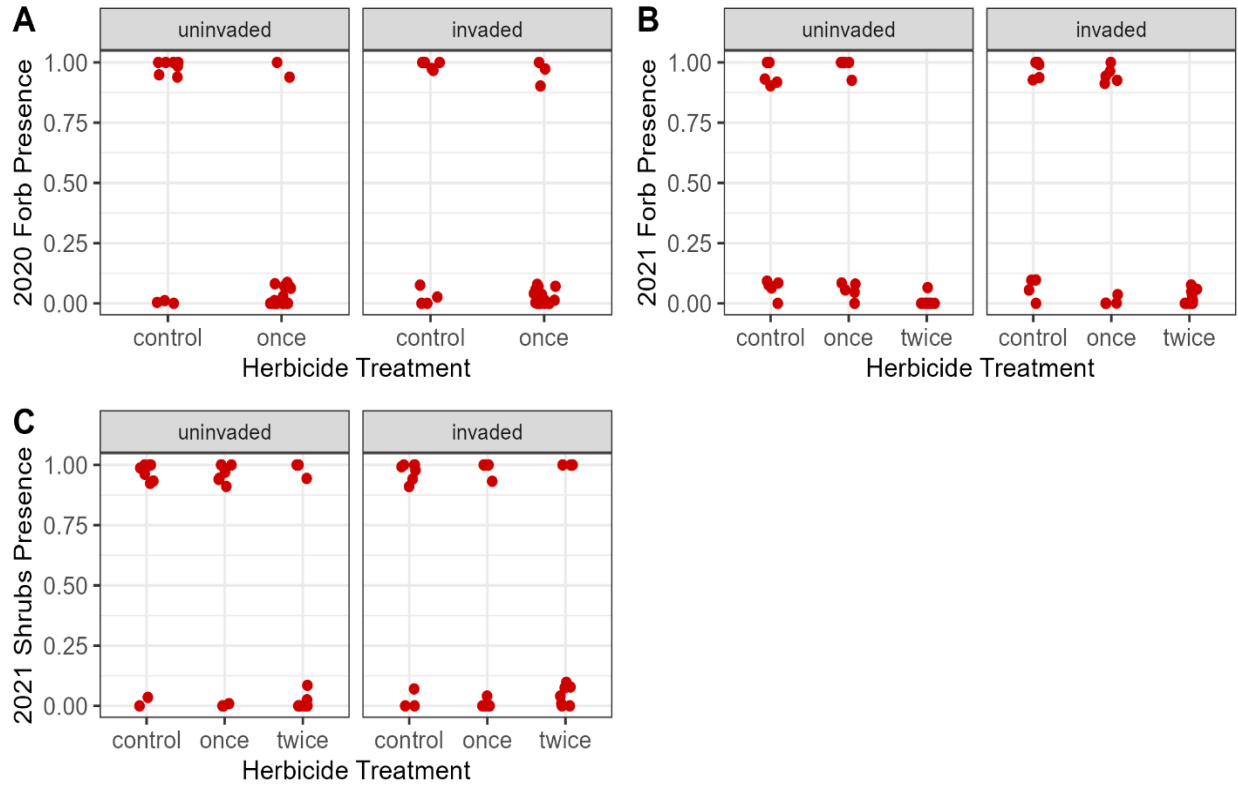 A
uninvaded
invaded
2020 Forb Presence
1.00
0.75
0.50
0.25
0.00
control
once
control
once
Herbicide Treatment
B
uninvaded
invaded
2021 Forb Presence
1.00
0.75
0.50
0.25
0.00
control
once
twice
control
once
twice
Herbicide Treatment
C
uninvaded
invaded
2021 Shrubs Presence
1.00
0.75
0.50
0.25
0.00
control
once
twice
control
once
twice
Herbicide Treatment